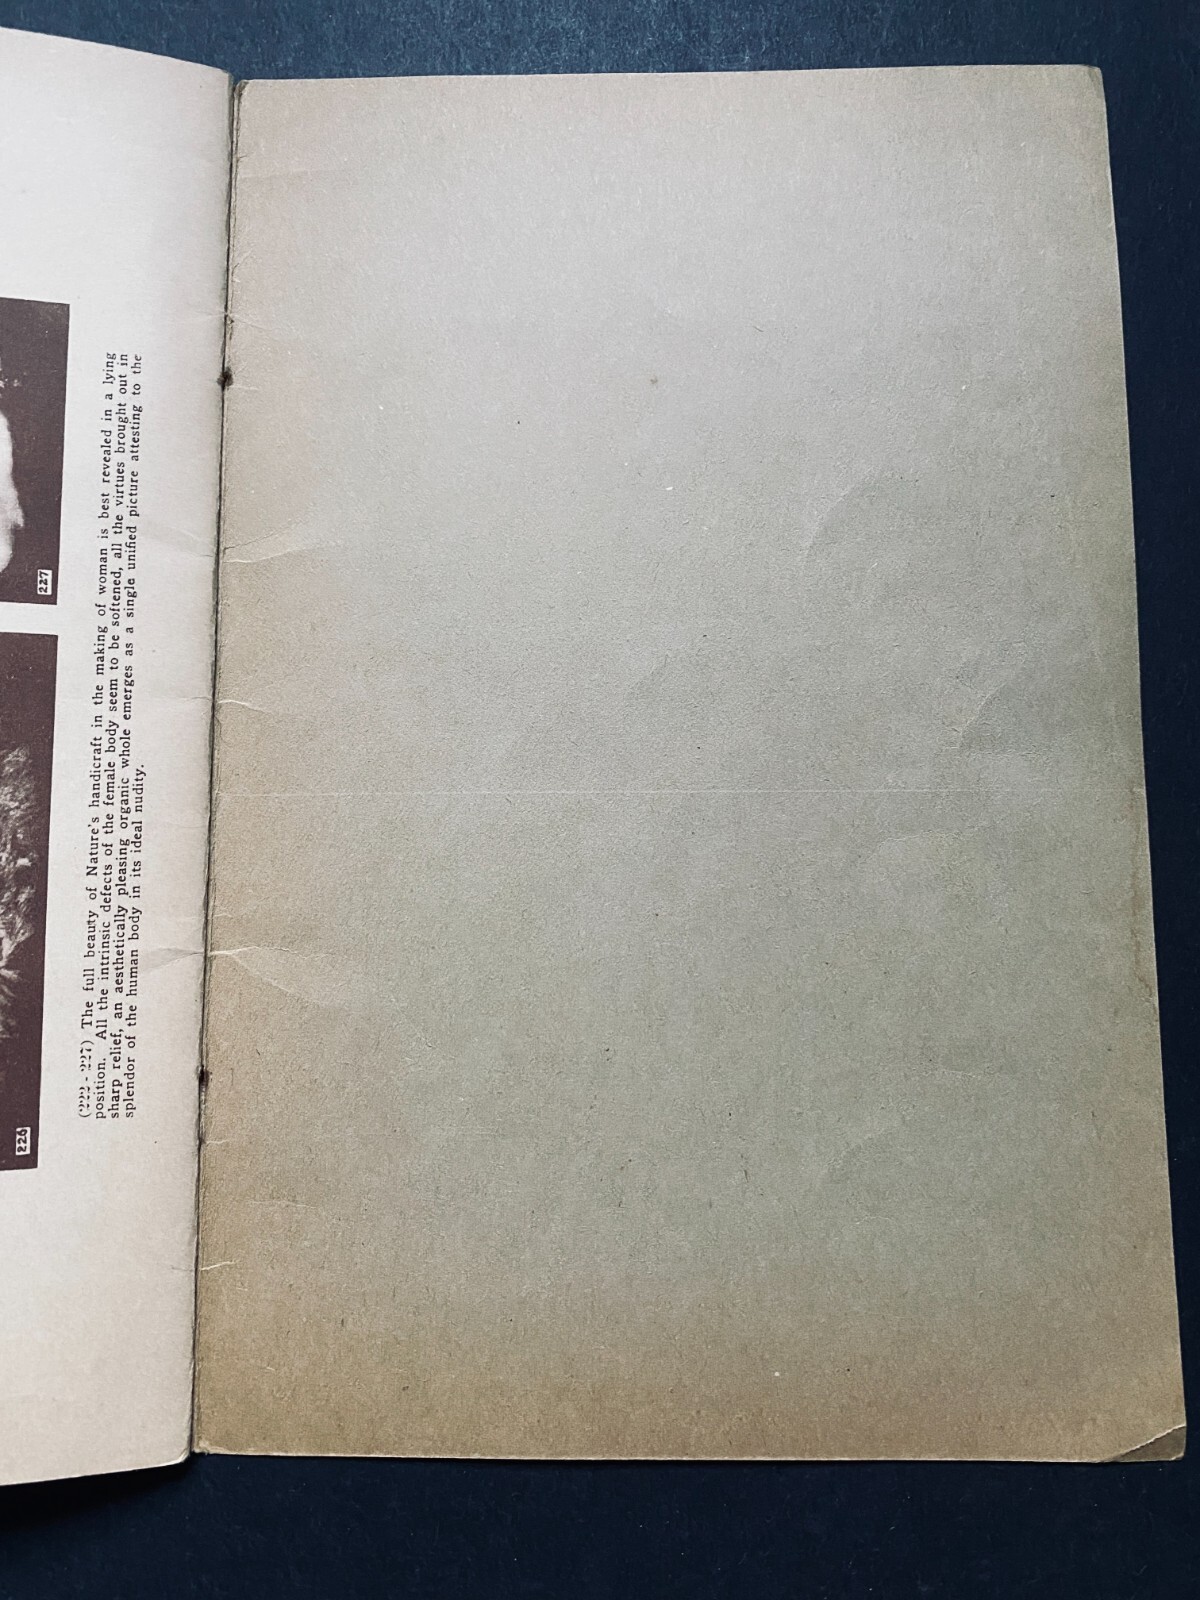 (222 - 227) The full beauty of Nature's handicraft in the making of woman is best revealed in a lying
position. All the intrinsic defects of the female body seem to be softened, all the virtues brought out in
sharp relief, an aesthetically pleasing organic whole emerges as a single unified picture attesting to the
splendor of the human body in its ideal nudity.
226
227